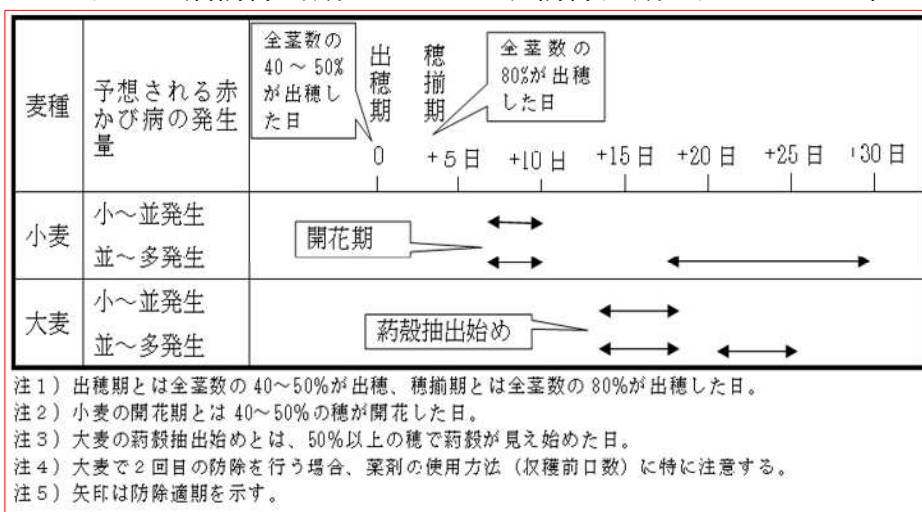 麦種
予想される赤
かび病の発生
量
全茎数の
40～50%
が出穂し
た日
出穂期
穂揃期
全茎数の
80%が出穂
した日
0
+5日
+10日
+15日
+20日
+25日
+30日
小麦
小～並発生
並～多発生
開花期
大麦
小～並発生
並～多発生
葯殻抽出始め
注1）出穂期とは全茎数の40～50%が出穂、穂揃期とは全茎数の80%が出穂した日。
注2）小麦の開花期とは40～50%の穂が開花した日。
注3）大麦の葯殻抽出始めとは、50%以上の穂で葯殻が見え始めた日。
注4）大麦で2回目の防除を行う場合、薬剤の使用方法（収穫前日数）に特に注意する。
注5）矢印は防除適期を示す。